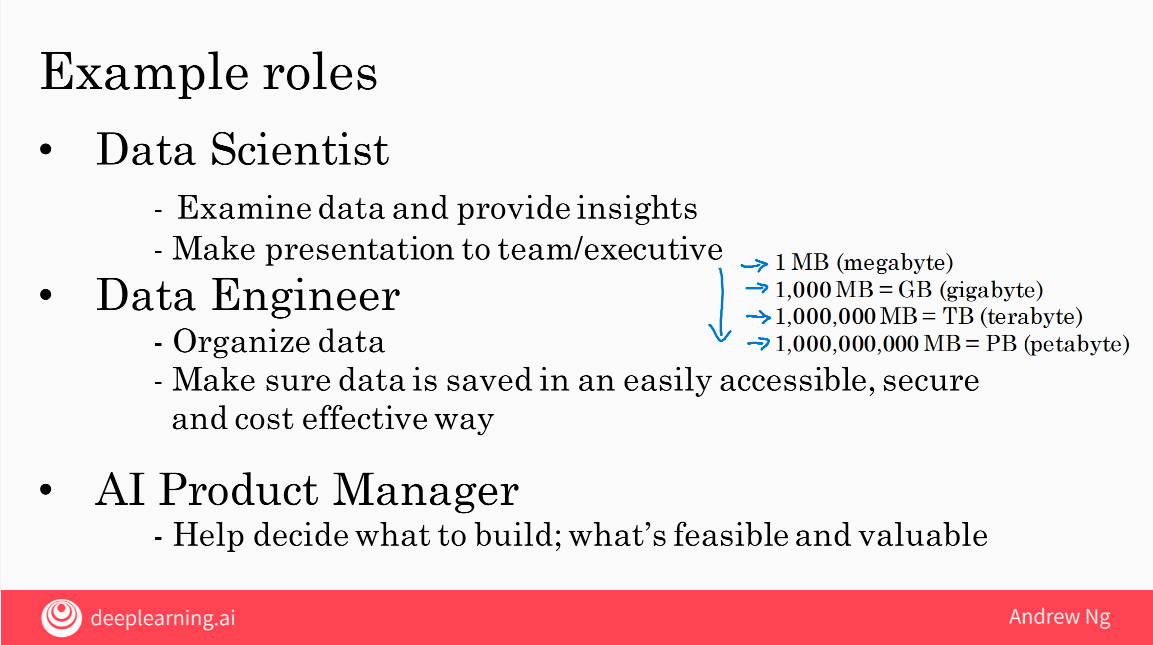 Example roles
• Data Scientist
- Examine data and provide insights
- Make presentation to team/executive
→ 1 MB (megabyte)
→ 1,000 MB = GB (gigabyte)
→ 1,000,000 MB = TB (terabyte)
→ 1,000,000,000 MB = PB (petabyte)
• Data Engineer
- Organize data
- Make sure data is saved in an easily accessible, secure
and cost effective way
• AI Product Manager
- Help decide what to build; what’s feasible and valuable
deeplearning.ai
Andrew Ng